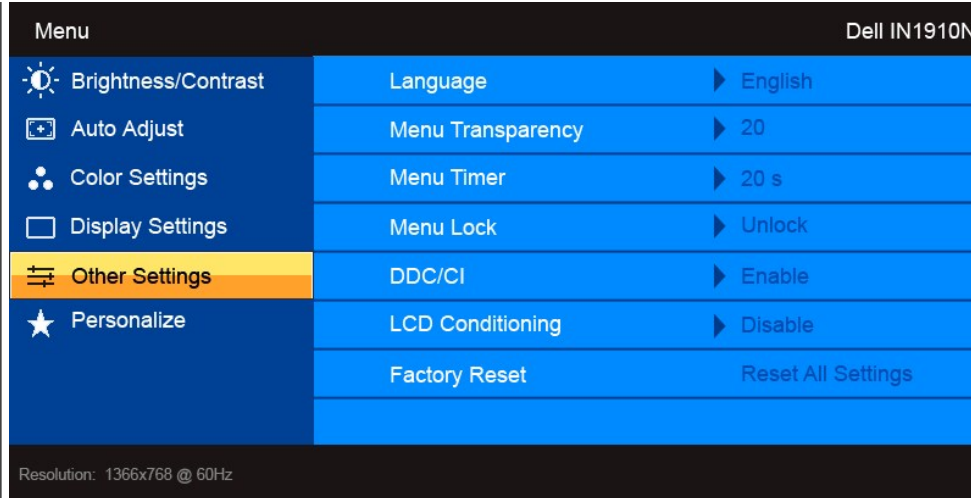 Menu Dell IN1910N
Brightness/Contrast Language English
Auto Adjust Menu Transparency 20
Color Settings Menu Timer 20 s
Display Settings Menu Lock Unlock
Other Settings DDC/CI Enable
Personalize LCD Conditioning Disable
Factory Reset Reset All Settings
Resolution: 1366x768 @ 60Hz